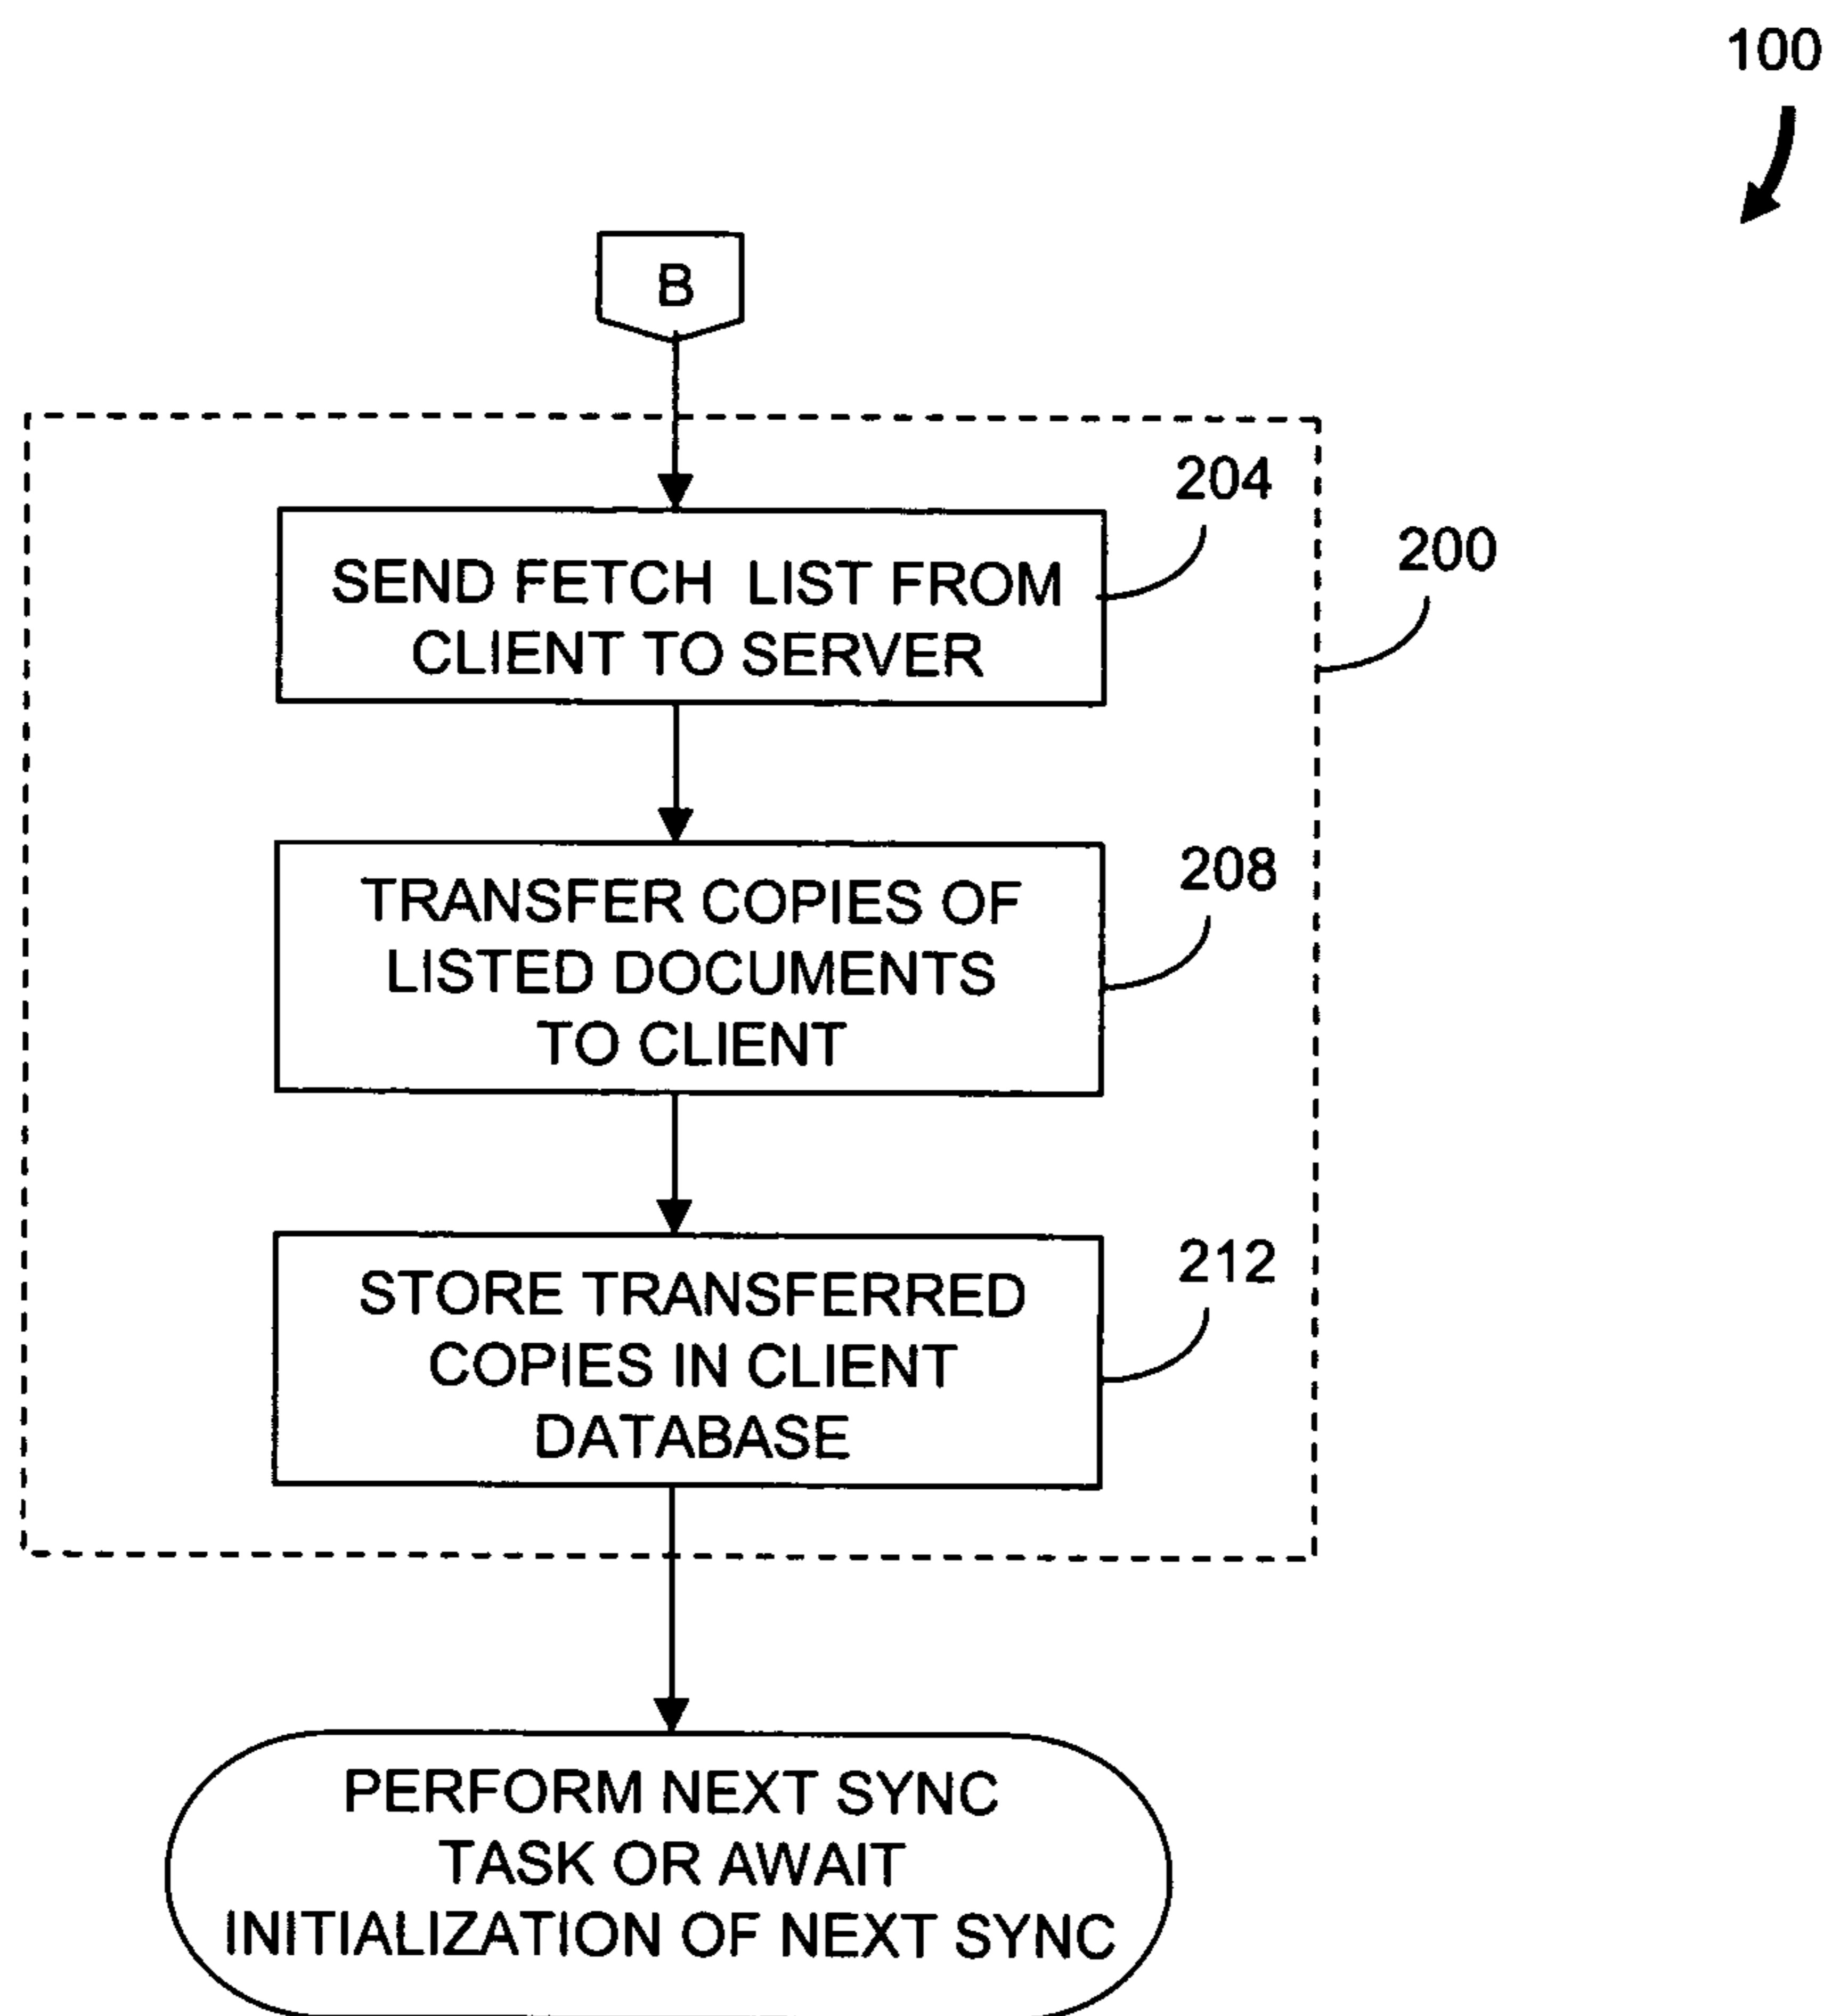 100
B
204
200
SEND FETCH LIST FROM
CLIENT TO SERVER
208
TRANSFER COPIES OF
LISTED DOCUMENTS
TO CLIENT
212
STORE TRANSFERRED
COPIES IN CLIENT
DATABASE
PERFORM NEXT SYNC
TASK OR AWAIT
INITIALIZATION OF NEXT SYNC